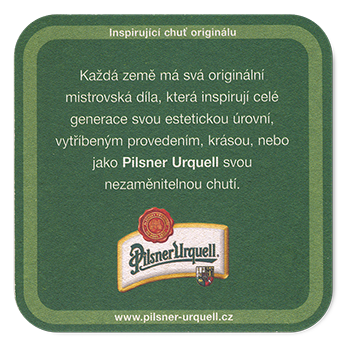 Inspirující chuť originálu
Každá země má svá originální
mistrovská díla, která inspirují celé
generace svou estetickou úrovní,
vytříbeným provedením, krásou, nebo
jako Pilsner Urquell svou
nezaměnitelnou chutí.
Pilsner Urquell.
www.pilsner-urquell.cz